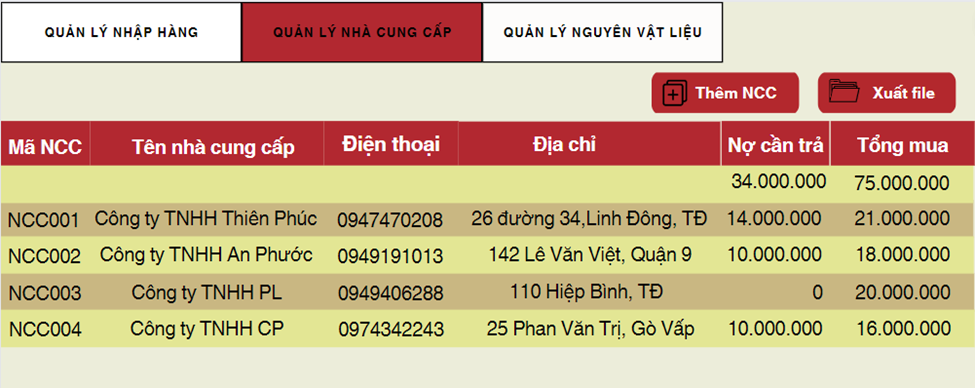 QUẢN LÝ NHẬP HÀNG QUẢN LÝ NHÀ CUNG CẤP QUẢN LÝ NGUYÊN VẬT LIỆU
Thêm NCC Xuất file
Mã NCC Tên nhà cung cấp Điện thoại Địa chỉ Nợ cần trả Tổng mua
34.000.000 75.000.000
NCC001 Công ty TNHH Thiên Phúc 0947470208 26 đường 34,Linh Đông, TĐ 14.000.000 21.000.000
NCC002 Công ty TNHH An Phước 0949191013 142 Lê Văn Việt, Quận 9 10.000.000 18.000.000
NCC003 Công ty TNHH PL 0949406288 110 Hiệp Bình, TĐ 0 20.000.000
NCC004 Công ty TNHH CP 0974342243 25 Phan Văn Trị, Gò Vấp 10.000.000 16.000.000